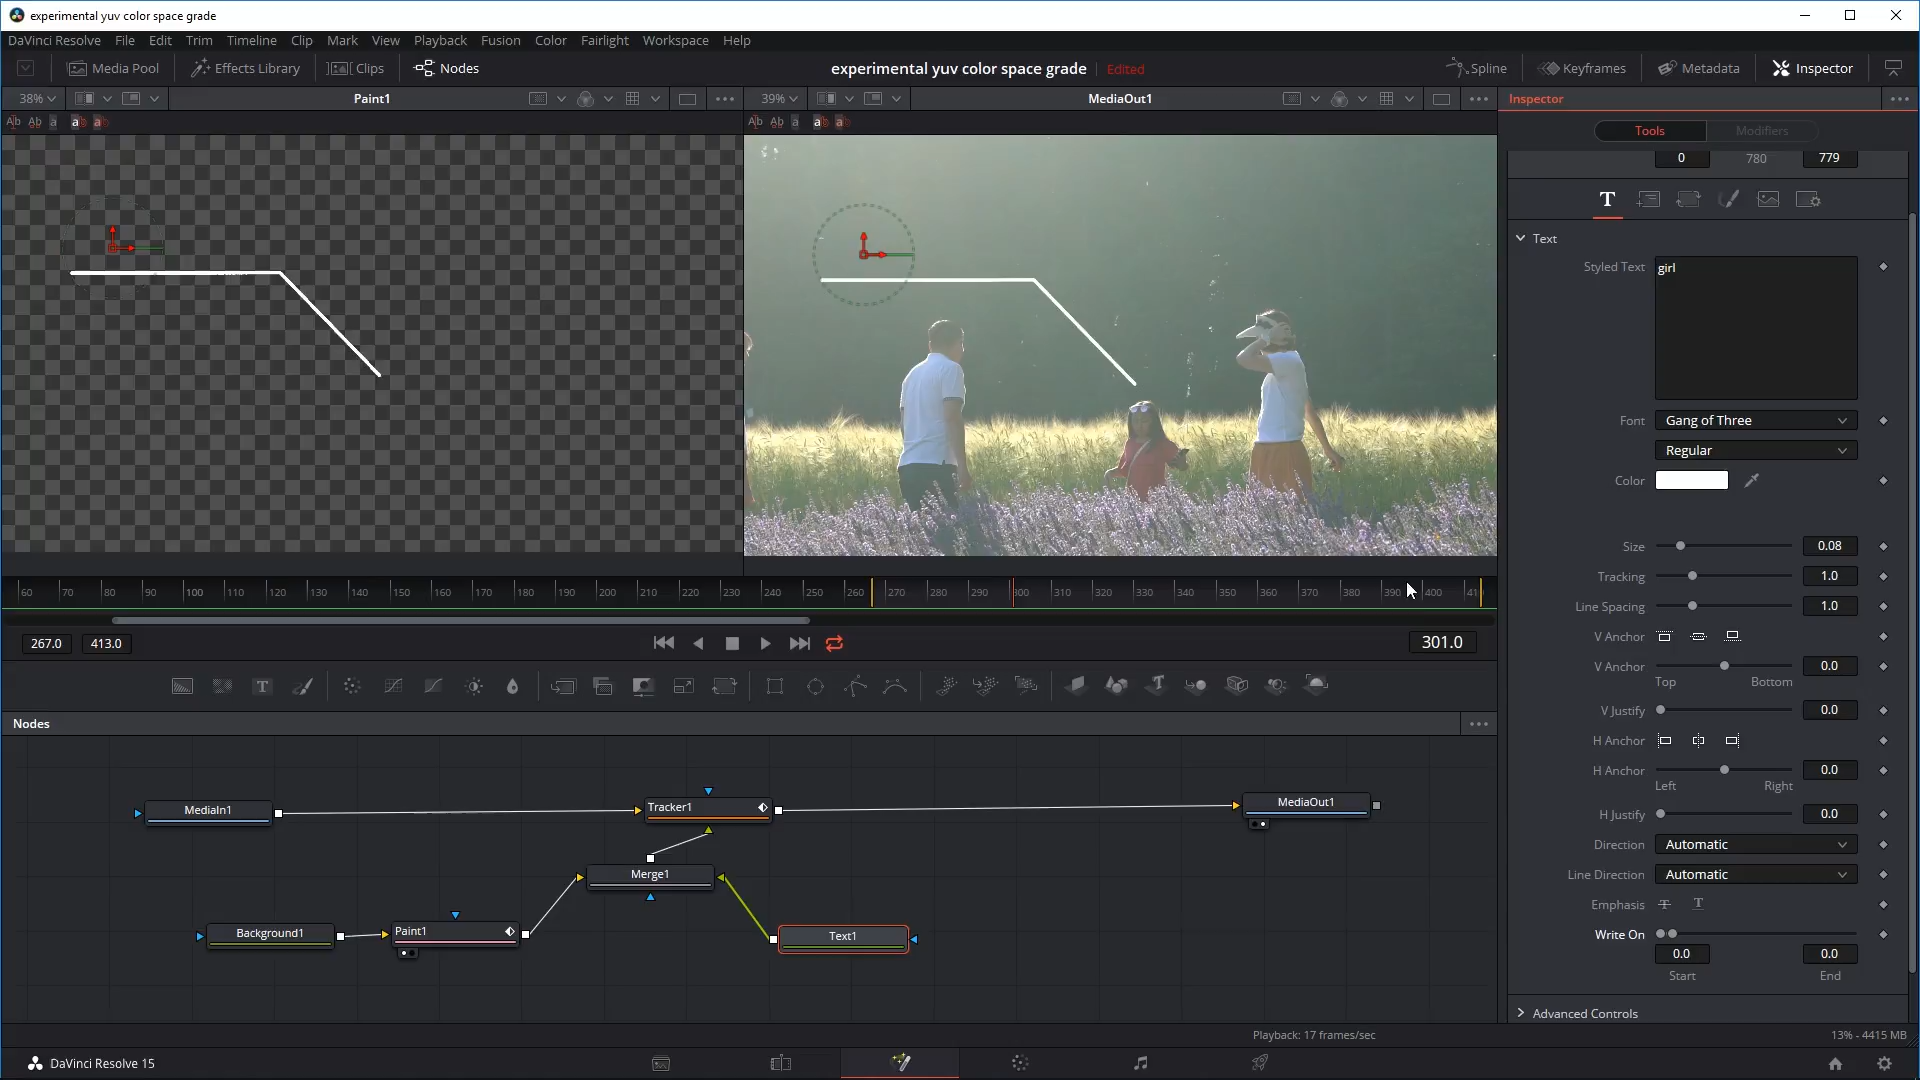 experimental yuv color space grade
DaVinci Resolve File Edit Trim Timeline Clip Mark View Playback Fusion Color Fairlight Workspace Help
Media Pool Effects Library Clips Nodes experimental yuv color space grade Edited Spline Keyframes Metadata Inspector
38% Paint1 39% MediaOut1 Inspector
Tools Modifiers
0 780 779
Text
Styled Text girl
Font Gang of Three
Regular
Color
Size 0.08
Tracking 1.0
Line Spacing 1.0
V Anchor
V Anchor 0.0
Top Bottom
V Justify 0.0
H Anchor
H Anchor 0.0
Left Right
H Justify 0.0
Direction Automatic
Line Direction Automatic
Emphasis
Write On
0.0 0.0
Start End
Advanced Controls
60 70 80 90 100 110 120 130 140 150 160 170 180 190 200 210 220 230 240 250 260 270 280 290 300 310 320 330 340 350 360 370 380 390 400
267.0 413.0 301.0
Nodes
MediaIn1 Tracker1 MediaOut1
Merge1
Background1 Paint1 Text1
Playback: 17 frames/sec 13% - 4415 MB
DaVinci Resolve 15